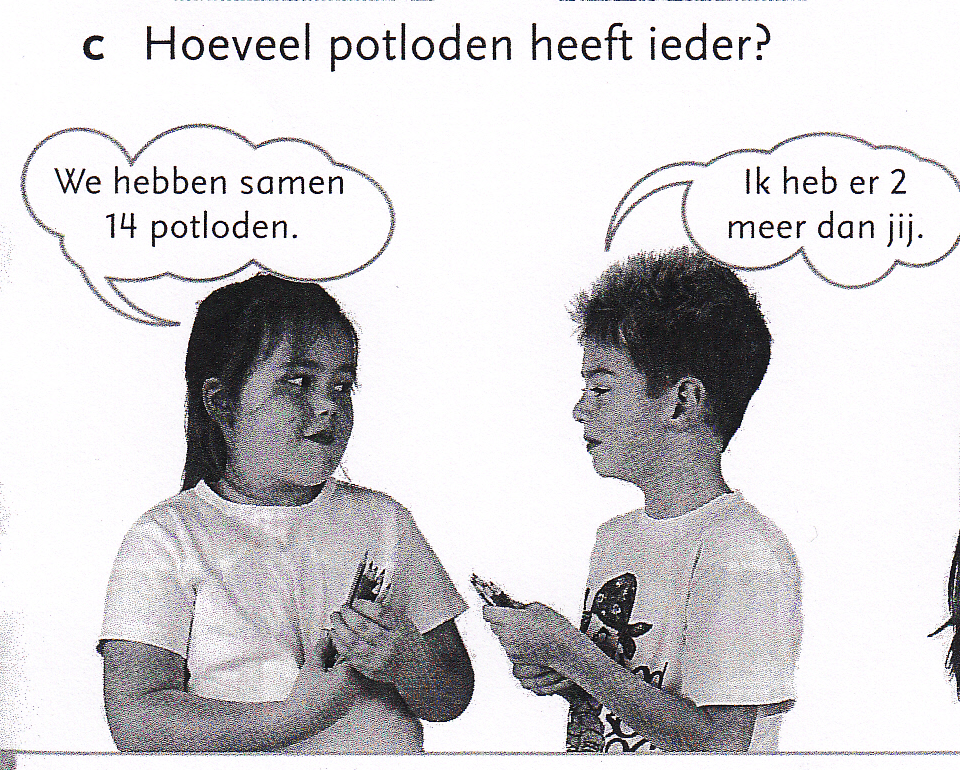 c Hoeveel potloden heeft ieder?
We hebben samen
14 potloden.
Ik heb er 2
meer dan jij.